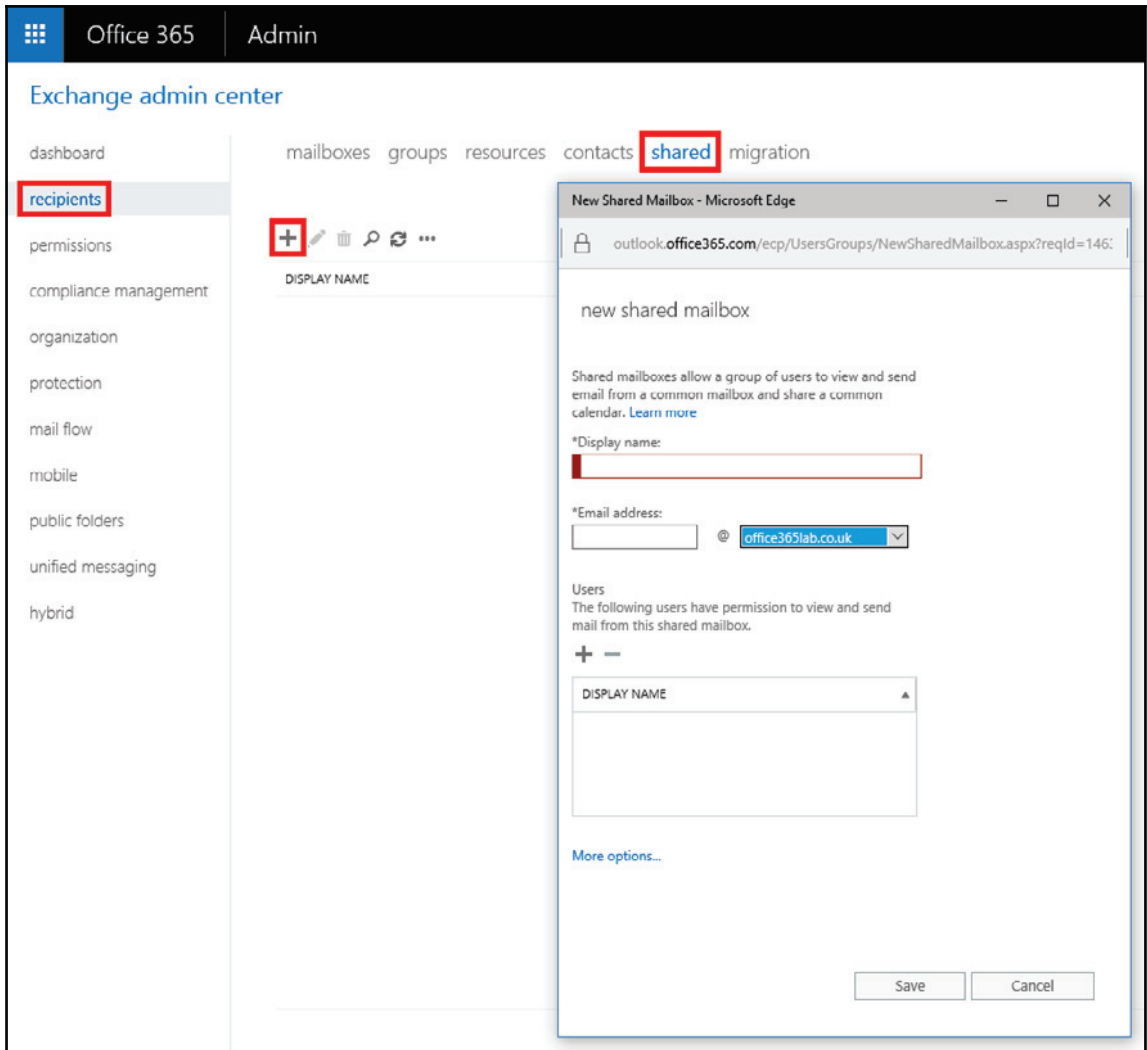 Office 365 Admin
Exchange admin center
dashboard
recipients
permissions
compliance management
organization
protection
mail flow
mobile
public folders
unified messaging
hybrid
mailboxes groups resources contacts shared migration
DISPLAY NAME
New Shared Mailbox - Microsoft Edge
outlook.office365.com/ecp/UsersGroups/NewSharedMailbox.aspx?reqId=1463
new shared mailbox
Shared mailboxes allow a group of users to view and send
email from a common mailbox and share a common
calendar. Learn more
*Display name:
*Email address:
@ office365lab.co.uk
Users
The following users have permission to view and send
mail from this shared mailbox.
DISPLAY NAME
More options...
Save Cancel